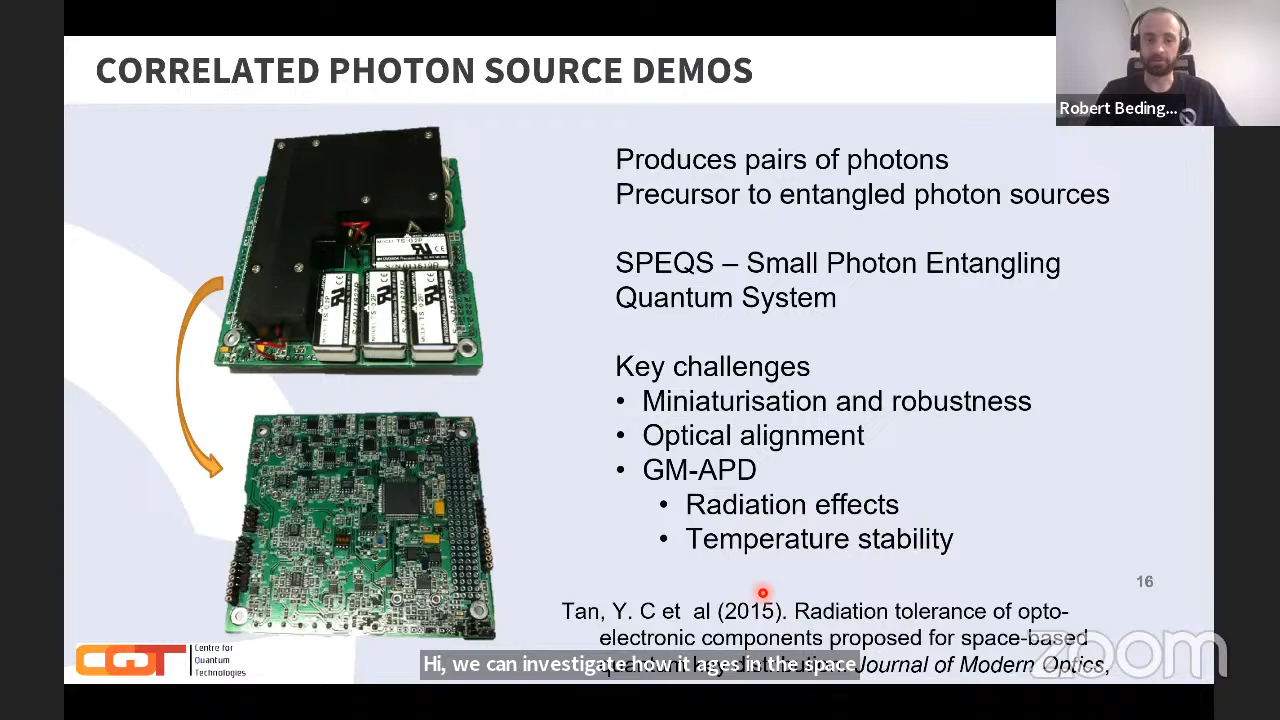 CORRELATED PHOTON SOURCE DEMOS
Robert Beding...
Produces pairs of photons
Precursor to entangled photon sources
SPEQS – Small Photon Entangling
Quantum System
Key challenges
• Miniaturisation and robustness
• Optical alignment
• GM-APD
• Radiation effects
• Temperature stability
16
Tan, Y. C et al (2015). Radiation tolerance of opto-
electronic components proposed for space-based
Journal of Modern Optics,
Hi, we can investigate how it ages in the space.
CQT
Centre for
Quantum
Technologies
zoom